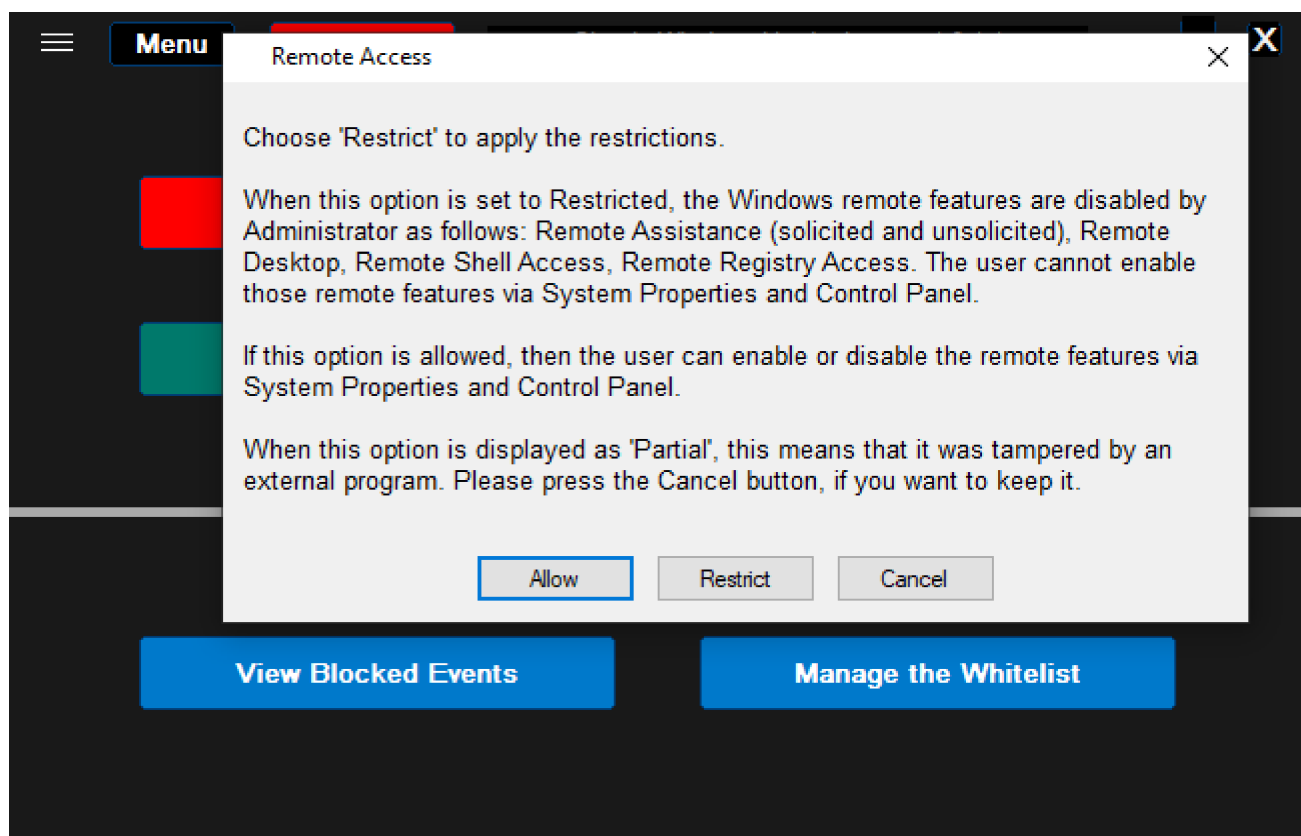 Menu
X
Remote Access
Choose 'Restrict' to apply the restrictions.
When this option is set to Restricted, the Windows remote features are disabled by
Administrator as follows: Remote Assistance (solicited and unsolicited), Remote
Desktop, Remote Shell Access, Remote Registry Access. The user cannot enable
those remote features via System Properties and Control Panel.
If this option is allowed, then the user can enable or disable the remote features via
System Properties and Control Panel.
When this option is displayed as 'Partial', this means that it was tampered by an
external program. Please press the Cancel button, if you want to keep it.
Allow
Restrict
Cancel
View Blocked Events
Manage the Whitelist